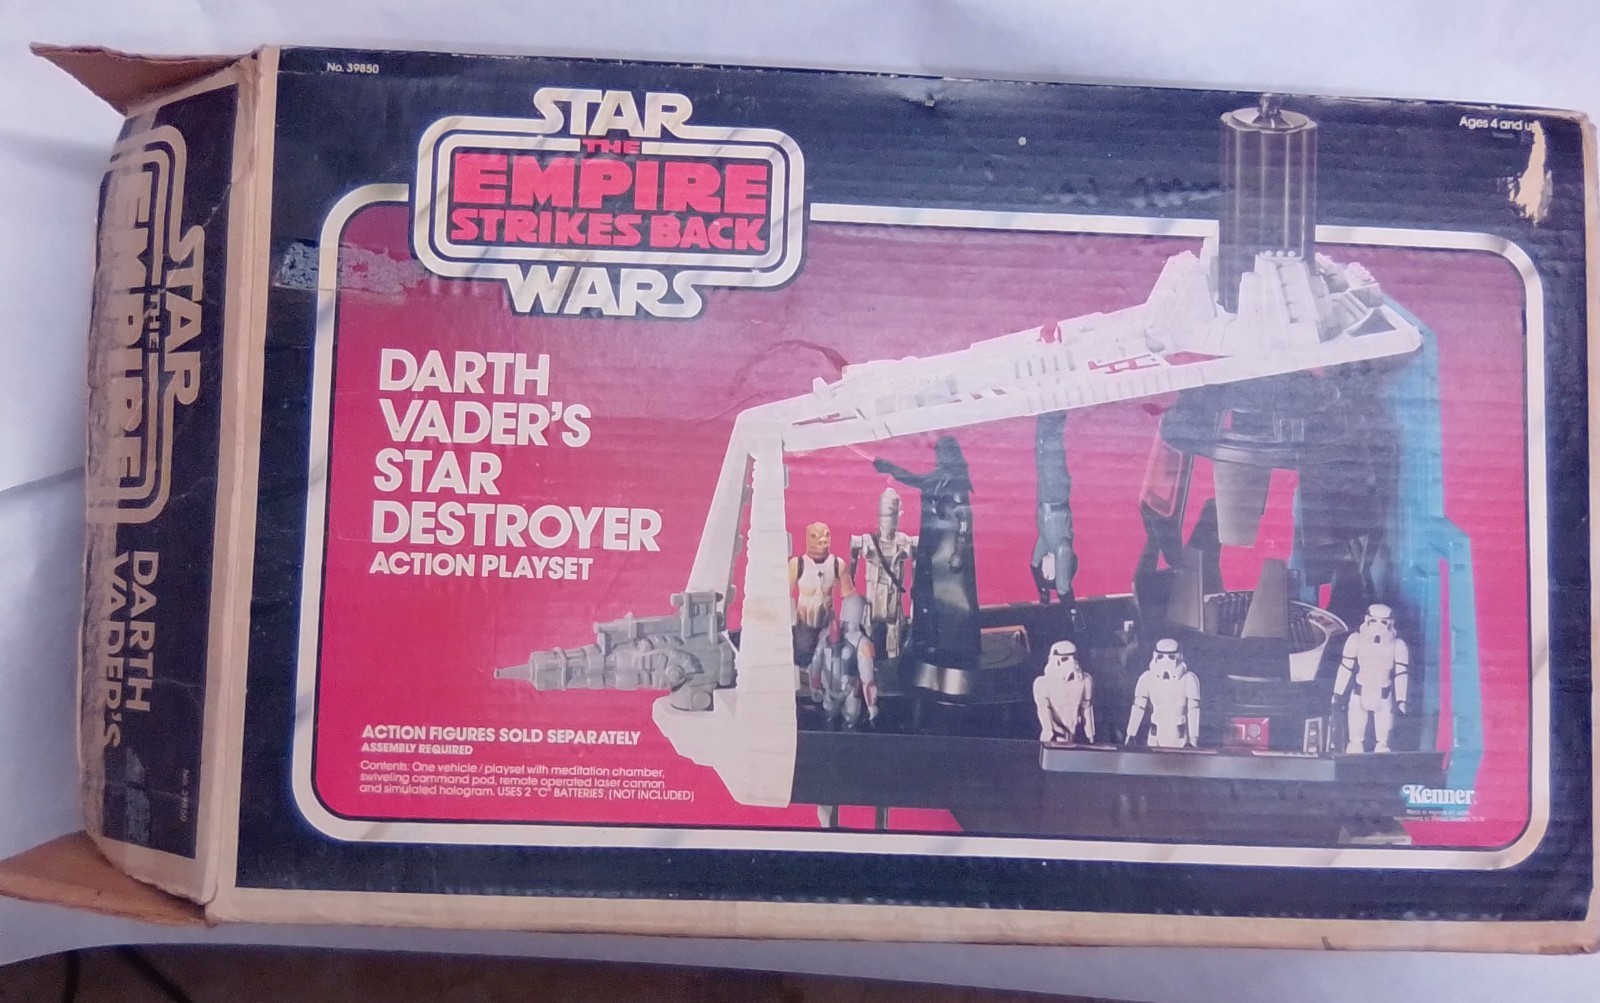 No. 39850
Ages 4 and up
STAR
THE
EMPIRE
STRIKES BACK
WARS
DARTH
VADER'S
STAR
DESTROYER
ACTION PLAYSET
ACTION FIGURES SOLD SEPARATELY
ASSEMBLY REQUIRED
Contents: One vehicle/playset with meditation chamber,
swiveling command pod, remote operated laser cannon
and simulated hologram. USES 2 "C" BATTERIES, (NOT INCLUDED)
Kenner
STAR
THE
EMPIRE
DARTH
VADER'S
No. 39850